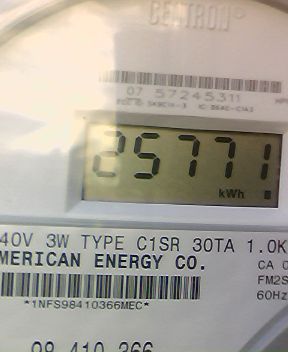 CENTRON®
07 57245311
25771
kWh
40V 3W TYPE C1SR 30TA 1.0K
MERICAN ENERGY CO.
CA 0
FM2S
60Hz
*1NFS98410366MEC*
98 410 366